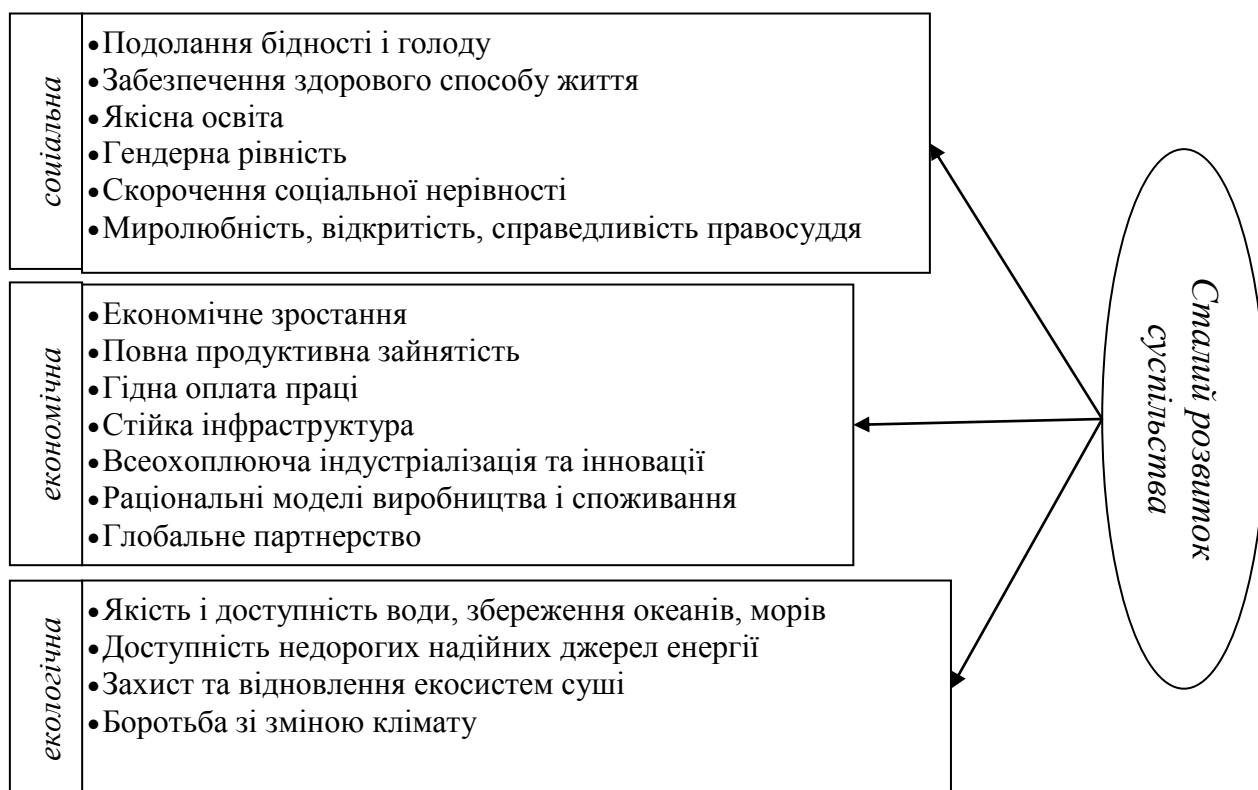 соціальна
Подолання бідності і голоду
Забезпечення здорового способу життя
Якісна освіта
Гендерна рівність
Скорочення соціальної нерівності
Миролюбність, відкритість, справедливість правосуддя
економічна
Економічне зростання
Повна продуктивна зайнятість
Гідна оплата праці
Стійка інфраструктура
Всеохоплююча індустріалізація та інновації
Раціональні моделі виробництва і споживання
Глобальне партнерство
екологічна
Якість і доступність води, збереження океанів, морів
Доступність недорогих надійних джерел енергії
Захист та відновлення екосистем суші
Боротьба зі зміною клімату
Сталий розвиток
суспільства